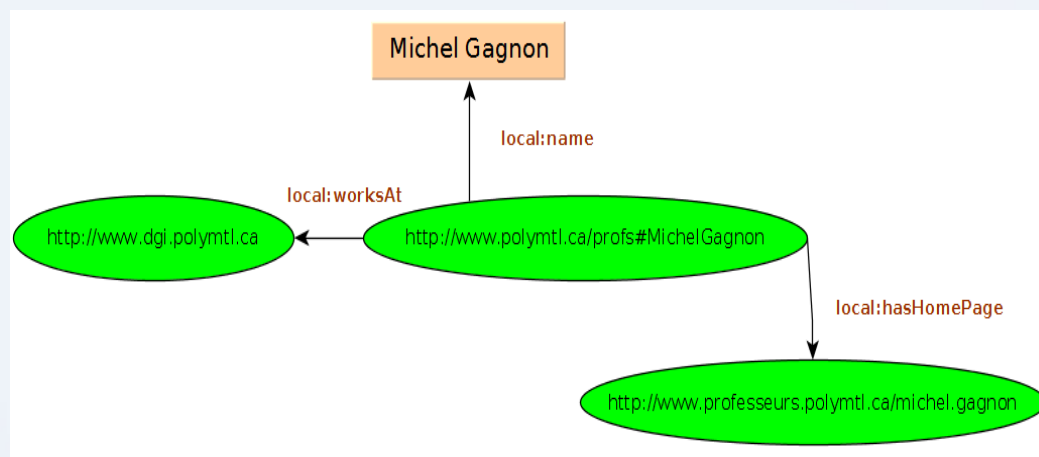 Michel Gagnon
local:name
local:worksAt
http://www.dgi.polymtl.ca
http://www.polymtl.ca/profs#MichelGagnon
local:hasHomePage
http://www.professeurs.polymtl.ca/michel.gagnon